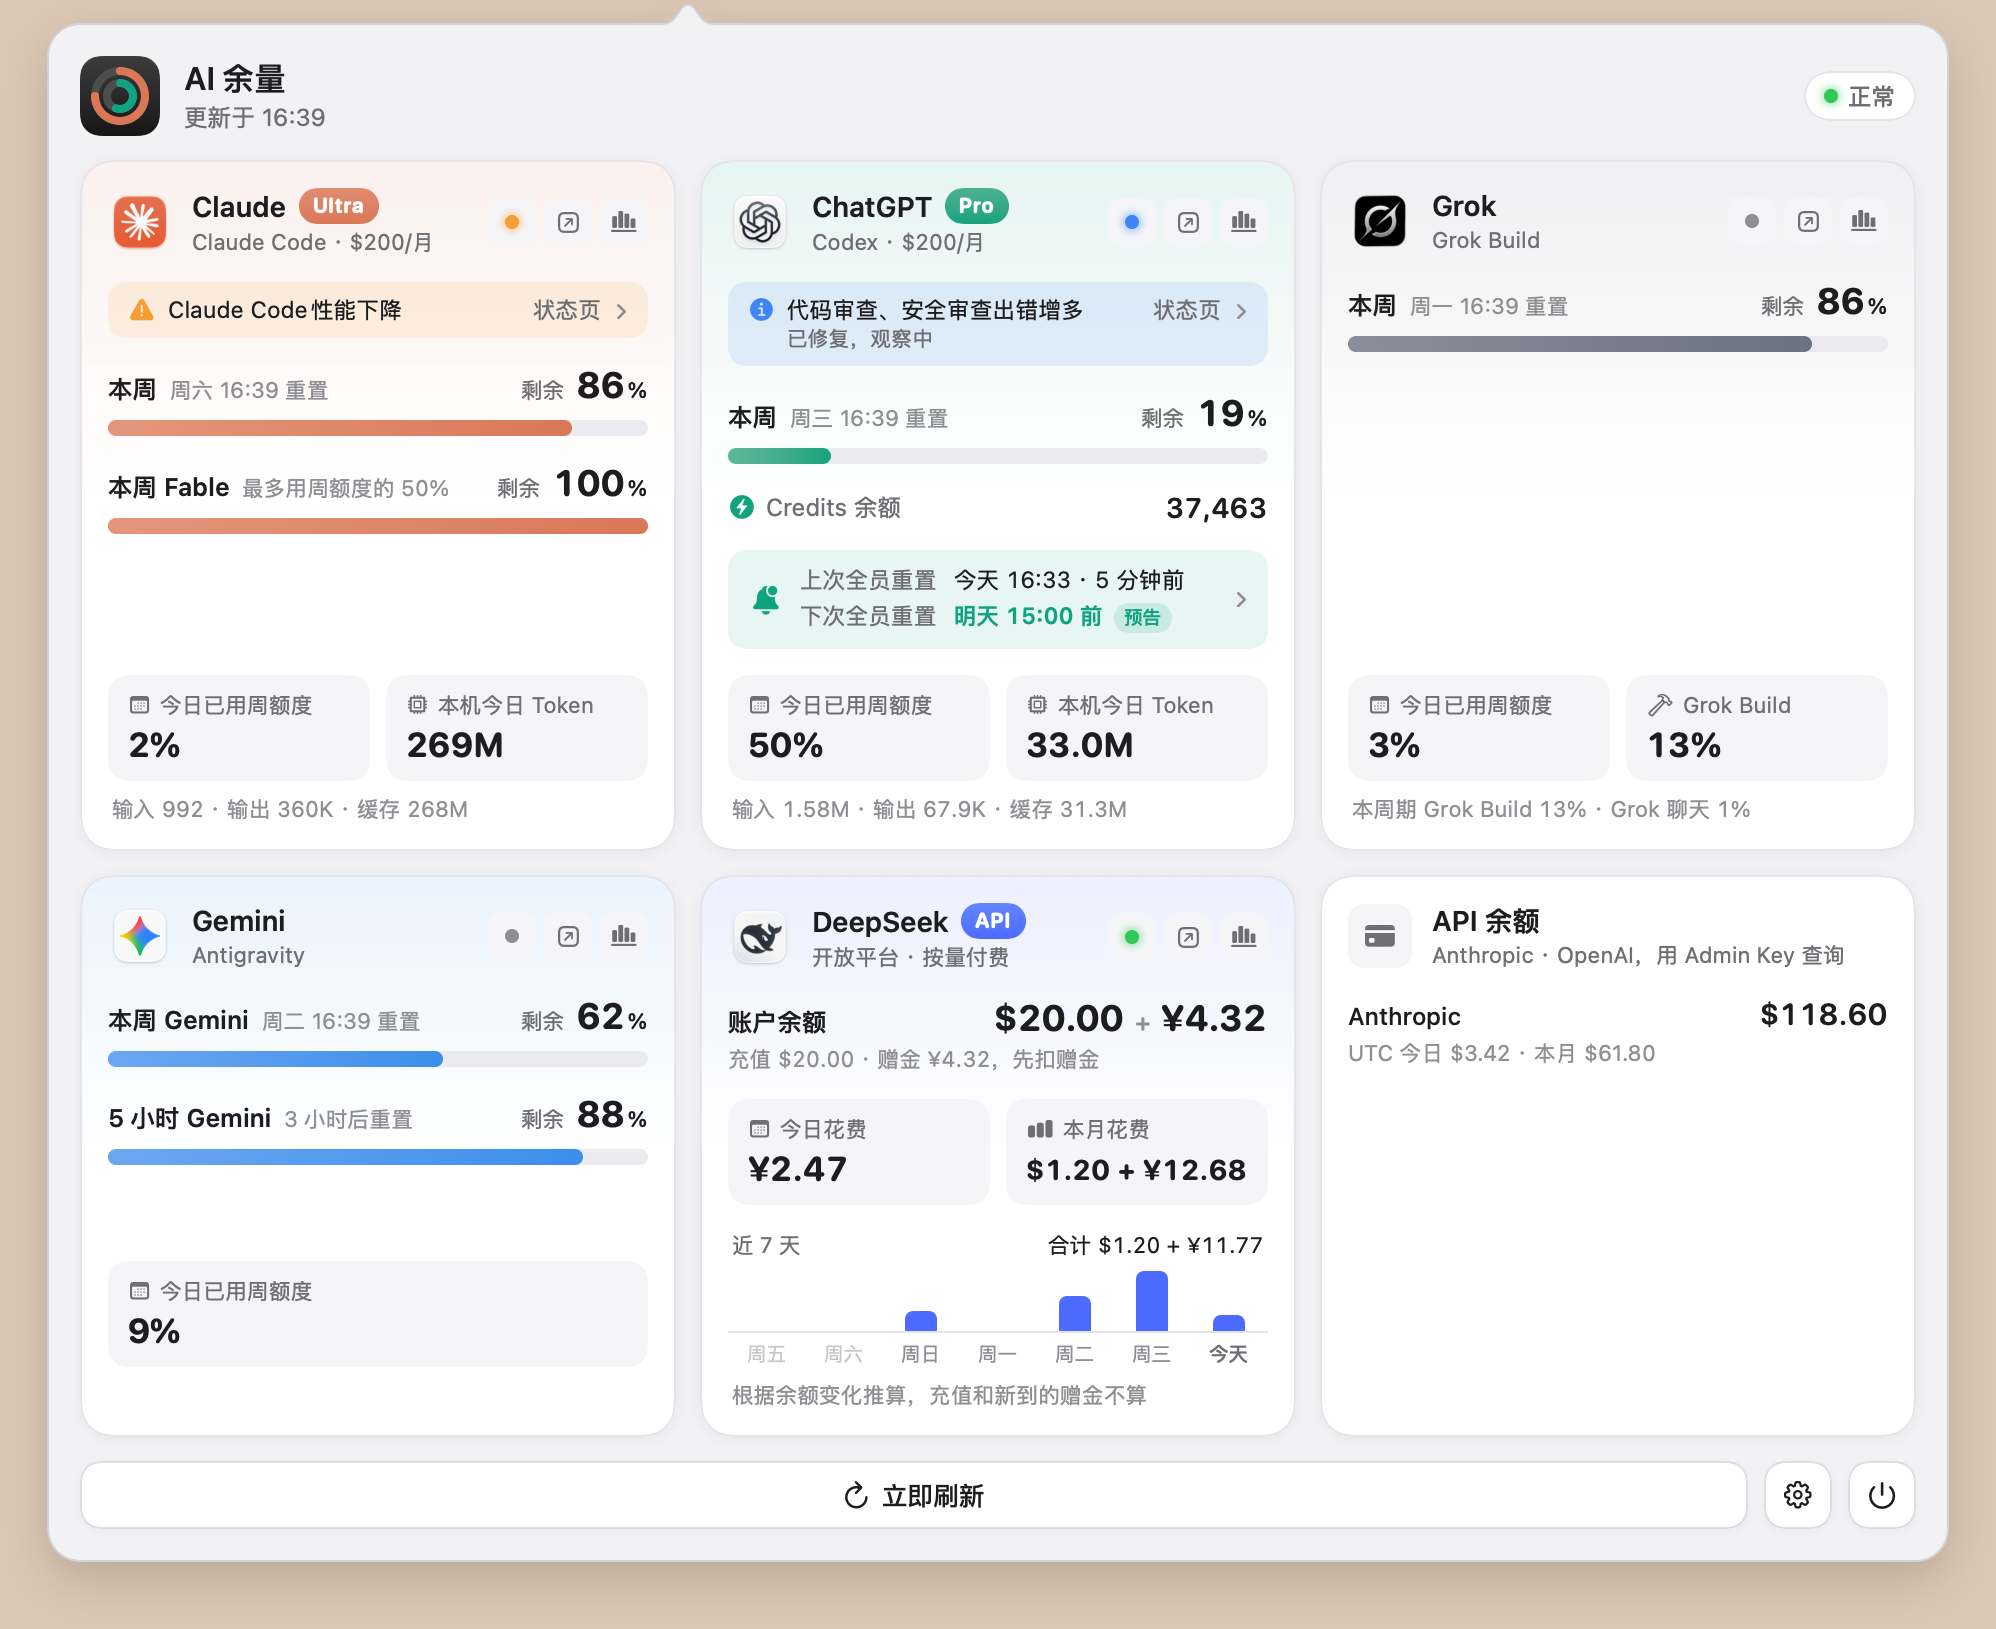 AI 余量
更新于 16:39
正常
Claude Ultra
Claude Code · $200/月
Claude Code 性能下降 状态页
本周 周六 16:39 重置 剩余 86%
本周 Fable 最多用周额度的 50% 剩余 100%
今日已用周额度
2%
本机今日 Token
269M
输入 992 · 输出 360K · 缓存 268M
ChatGPT Pro
Codex · $200/月
代码审查、安全审查出错增多 状态页
已修复，观察中
本周 周三 16:39 重置 剩余 19%
Credits 余额 37,463
上次全员重置 今天 16:33 · 5 分钟前
下次全员重置 明天 15:00 前 预告
今日已用周额度
50%
本机今日 Token
33.0M
输入 1.58M · 输出 67.9K · 缓存 31.3M
Grok
Grok Build
本周 周一 16:39 重置 剩余 86%
今日已用周额度
3%
Grok Build
13%
本周期 Grok Build 13% · Grok 聊天 1%
Gemini
Antigravity
本周 Gemini 周二 16:39 重置 剩余 62%
5 小时 Gemini 3 小时后重置 剩余 88%
今日已用周额度
9%
DeepSeek API
开放平台 · 按量付费
账户余额 $20.00 + ¥4.32
充值 $20.00 · 赠金 ¥4.32，先扣赠金
今日花费
¥2.47
本月花费
$1.20 + ¥12.68
近 7 天 合计 $1.20 + ¥11.77
周五 周六 周日 周一 周二 周三 今天
根据余额变化推算，充值和新到的赠金不算
API 余额
Anthropic · OpenAI，用 Admin Key 查询
Anthropic $118.60
UTC 今日 $3.42 · 本月 $61.80
立即刷新